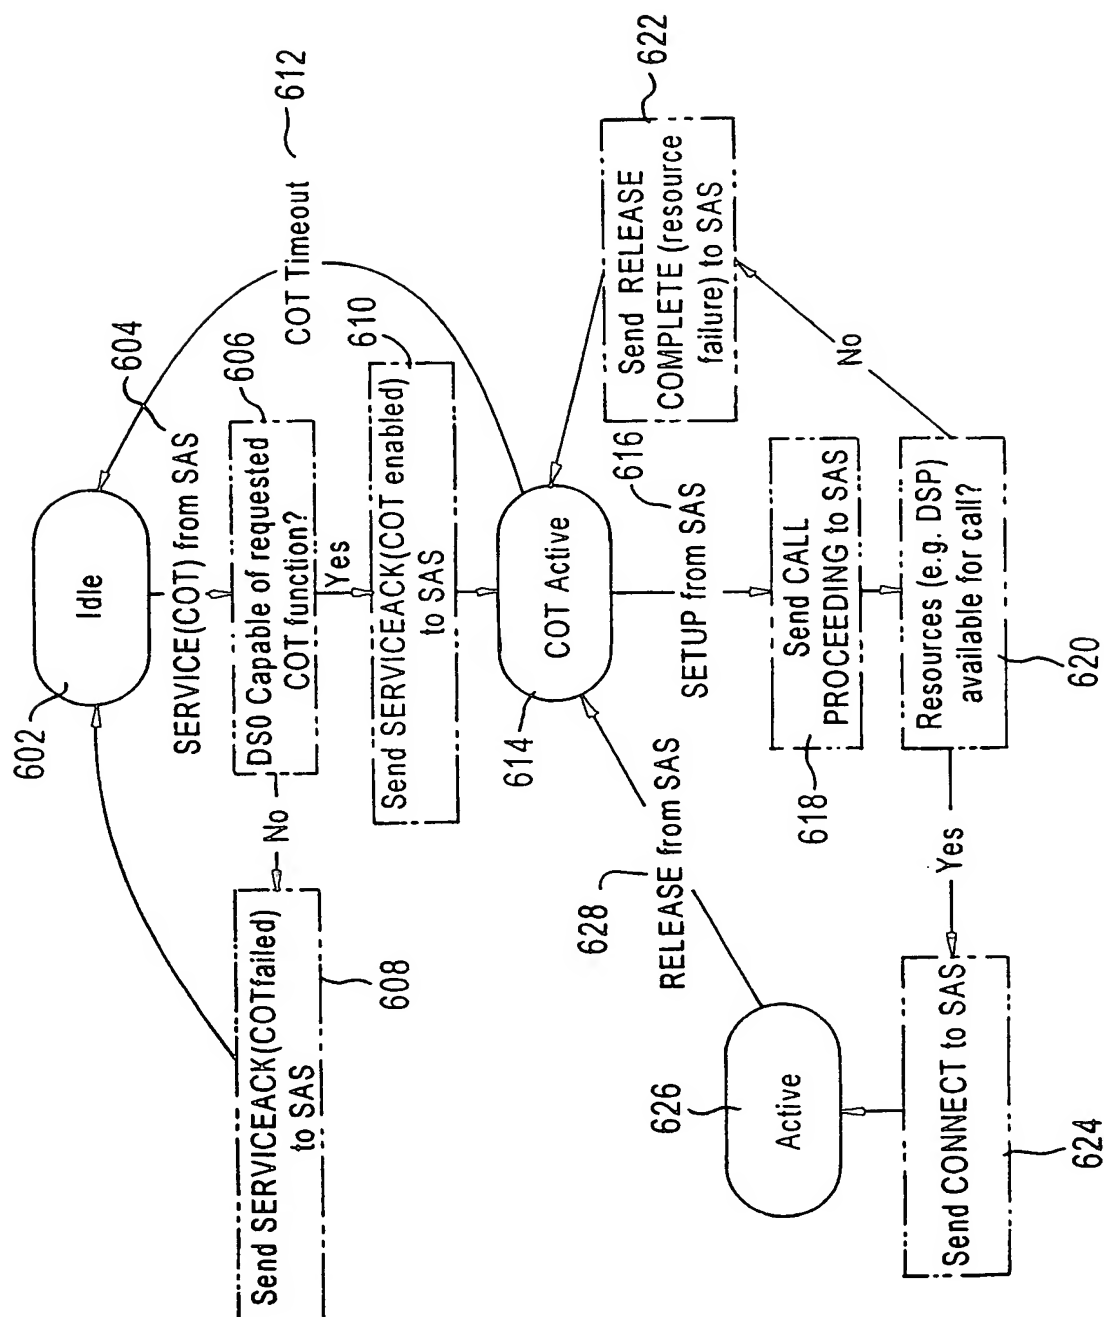 Idle
602
SERVICE(COT) from SAS
604
DS0 Capable of requested
COT function?
606
No
Yes
Send SERVICEACK(COTfailed)
to SAS
608
Send SERVICEACK(COT enabled)
to SAS
610
COT Timeout
612
COT Active
614
SETUP from SAS
616
Send CALL
PROCEEDING to SAS
618
Resources (e.g. DSP)
available for call?
620
No
Send RELEASE
COMPLETE (resource
failure) to SAS
622
Yes
Send CONNECT to SAS
624
Active
626
RELEASE from SAS
628